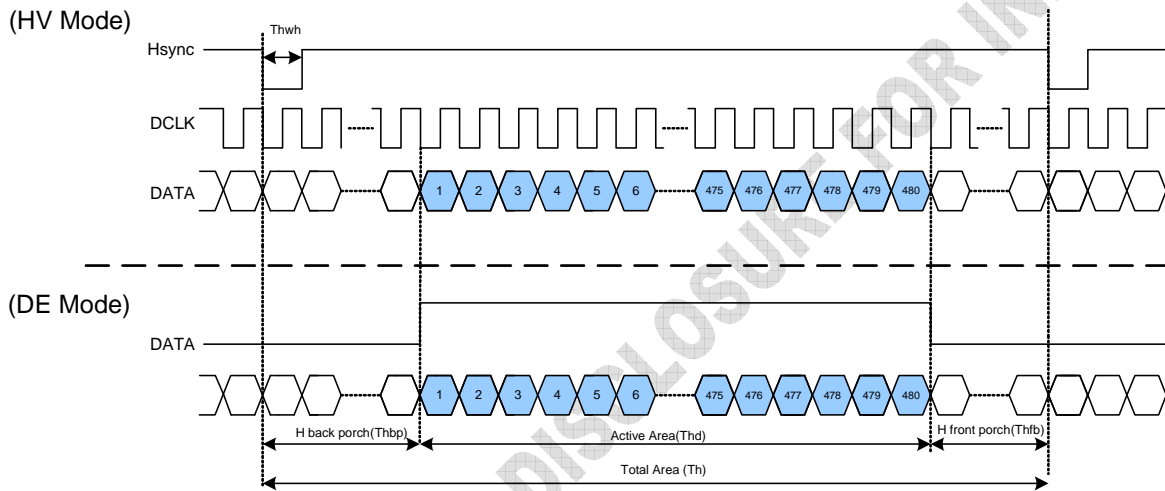 (HV Mode)
Thwh
Hsync
DCLK
DATA
1 2 3 4 5 6 475 476 477 478 479 480
(DE Mode)
DATA
1 2 3 4 5 6 475 476 477 478 479 480
H back porch(Thbp)
Active Area(Thd)
H front porch(Thfb)
Total Area (Th)
DISCLOSURE FOR